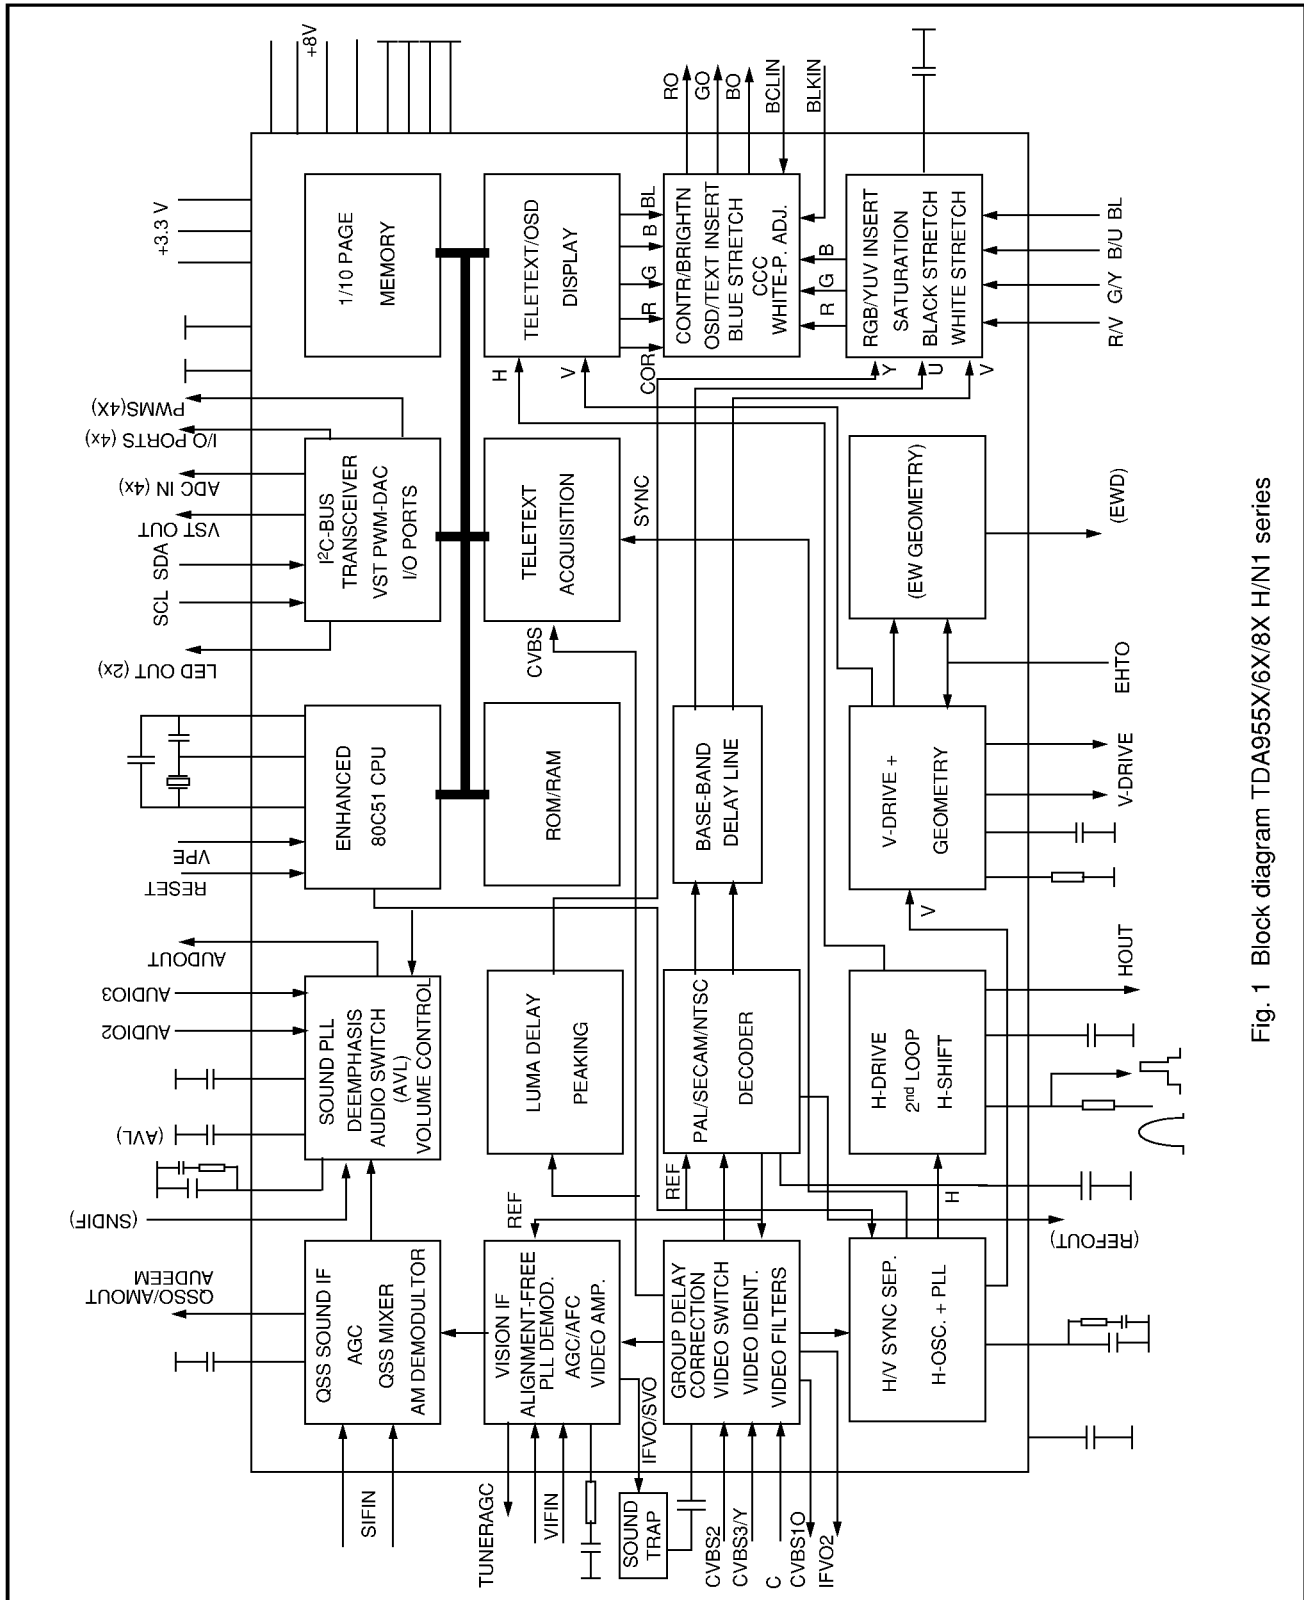 +8V
+3.3 V
PWMS(4X)
I/O PORTS (4x)
ADC IN (4x)
VST OUT
SCL SDA
LED OUT (2x)
VPE
RESET
AUDOUT
AUDIO3
AUDIO2
(AVL)
(SNDIF)
QSSO/AMOUT
AUDEEM
1/10 PAGE
MEMORY
I²C-BUS
TRANSCEIVER
VST PWM-DAC
I/O PORTS
ENHANCED
80C51 CPU
SOUND PLL
DEEMPHASIS
AUDIO SWITCH
(AVL)
VOLUME CONTROL
QSS SOUND IF
AGC
QSS MIXER
AM DEMODULTOR
SIFIN
TELETEXT/OSD
DISPLAY
H
V
TELETEXT
ACQUISITION
CVBS
SYNC
ROM/RAM
LUMA DELAY
PEAKING
REF
VISION IF
ALIGNMENT-FREE
PLL DEMOD.
AGC/AFC
VIDEO AMP.
TUNERAGC
VIFIN
IFVO/SVO
SOUND
TRAP
COR
R
G
B
BL
RO
GO
BO
BCLIN
BLKIN
CONTR/BRIGHTN
OSD/TEXT INSERT
BLUE STRETCH
CCC
WHITE-P. ADJ.
R
G
B
BASE-BAND
DELAY LINE
PAL/SECAM/NTSC
DECODER
REF
GROUP DELAY
CORRECTION
VIDEO SWITCH
VIDEO IDENT.
VIDEO FILTERS
CVBS2
CVBS3/Y
C
CVBS1O
IFVO2
RGB/YUV INSERT
SATURATION
BLACK STRETCH
WHITE STRETCH
Y
U
V
R/V G/Y B/U BL
(EW GEOMETRY)
(EWD)
EHTO
V-DRIVE +
GEOMETRY
V-DRIVE
V
H-DRIVE
2nd LOOP
H-SHIFT
HOUT
H
(REFOUT)
H/V SYNC SEP.
H-OSC. + PLL
Fig. 1 Block diagram TDA955X/6X/8X H/N1 series